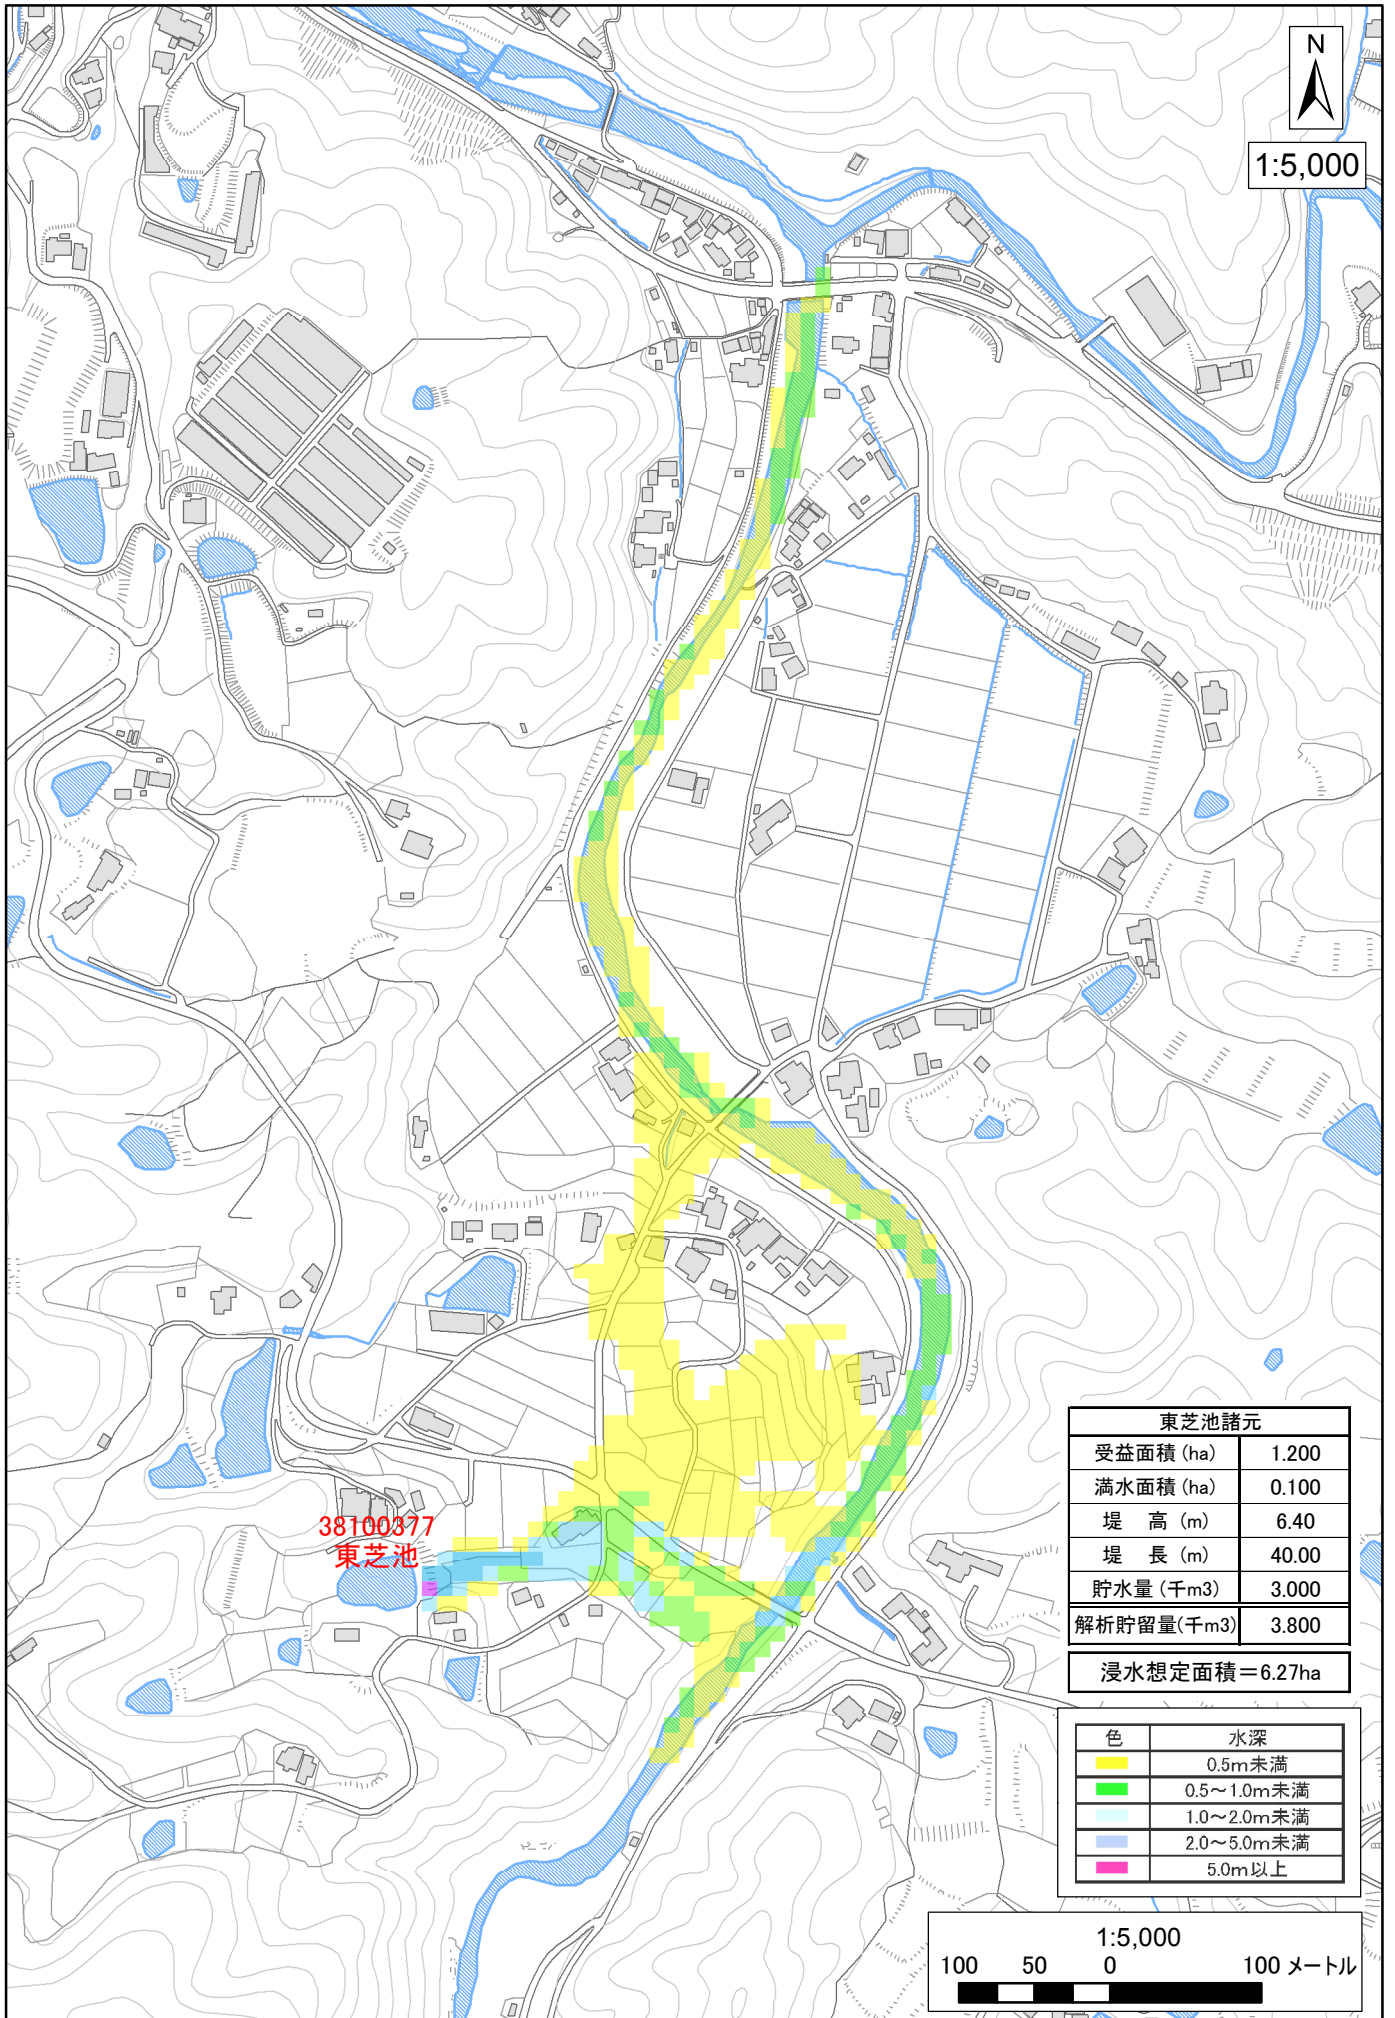 N
1:5,000
38100377
東芝池
東芝池諸元
受益面積 (ha) 1.200
満水面積 (ha) 0.100
堤 高 (m) 6.40
堤 長 (m) 40.00
貯水量 (千m3) 3.000
解析貯留量(千m3) 3.800
浸水想定面積＝6.27ha
色 水深
0.5m未満
0.5～1.0m未満
1.0～2.0m未満
2.0～5.0m未満
5.0m以上
1:5,000
100 50 0 100 メートル